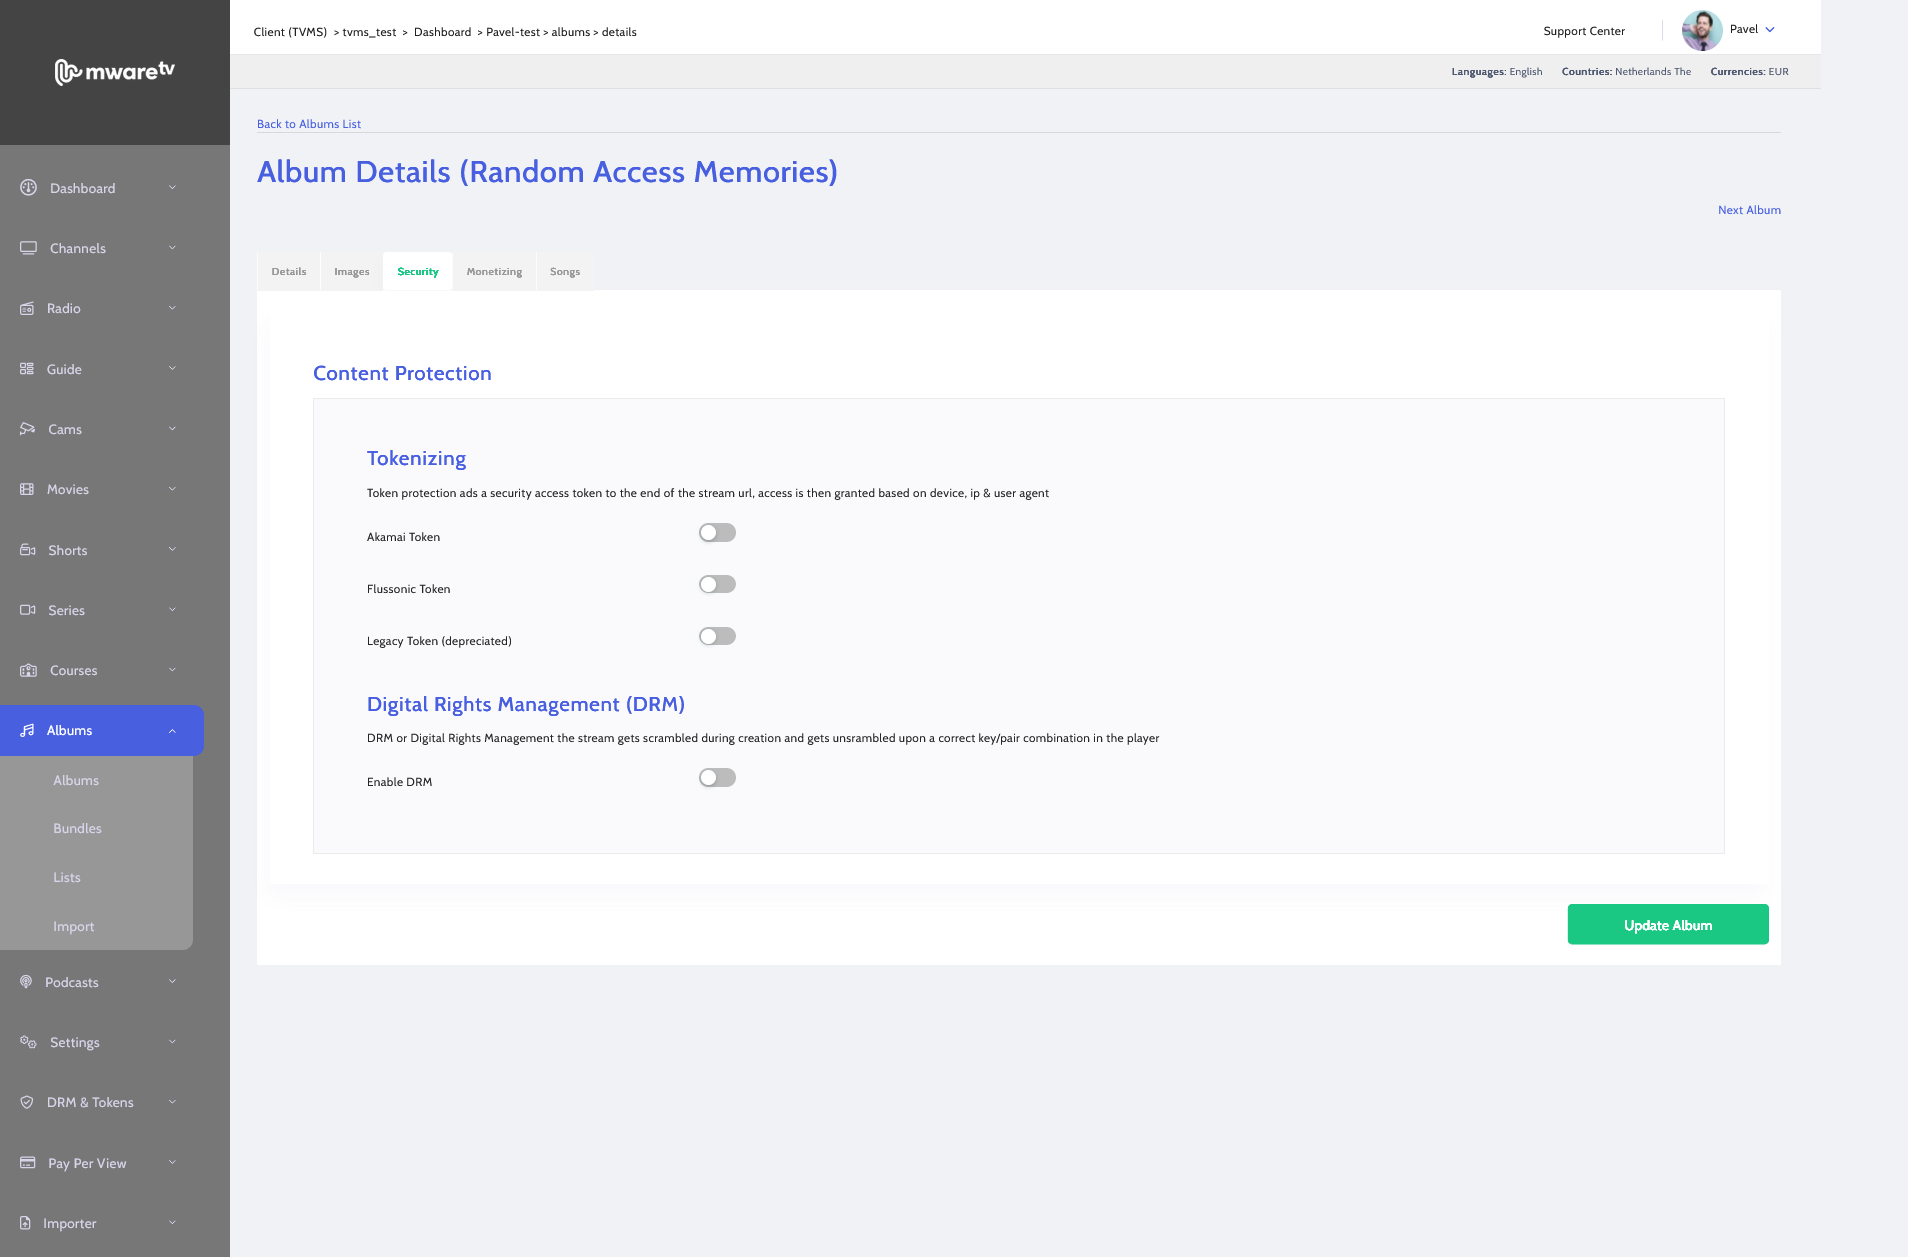 mwaretv
Client (TVMS) > tvms_test > Dashboard > Pavel-test > albums > details
Support Center
Pavel
Languages: English Countries: Netherlands The Currencies: EUR
Back to Albums List
Album Details (Random Access Memories)
Next Album
Details Images Security Monetizing Songs
Content Protection
Tokenizing
Token protection ads a security access token to the end of the stream url, access is then granted based on device, ip & user agent
Akamai Token
Flussonic Token
Legacy Token (depreciated)
Digital Rights Management (DRM)
DRM or Digital Rights Management the stream gets scrambled during creation and gets unsrambled upon a correct key/pair combination in the player
Enable DRM
Update Album
Dashboard
Channels
Radio
Guide
Cams
Movies
Shorts
Series
Courses
Albums
Albums
Bundles
Lists
Import
Podcasts
Settings
DRM & Tokens
Pay Per View
Importer